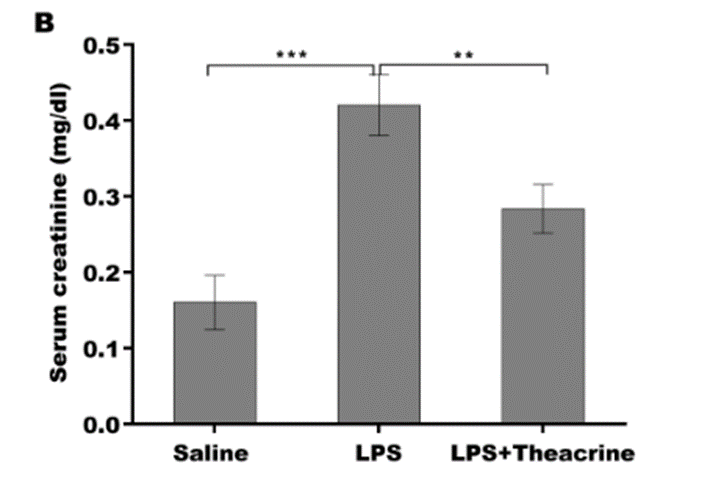 B
Serum creatinine (mg/dl)
0.5
0.4
0.3
0.2
0.1
0.0
*** **
Saline LPS LPS+Theacrine